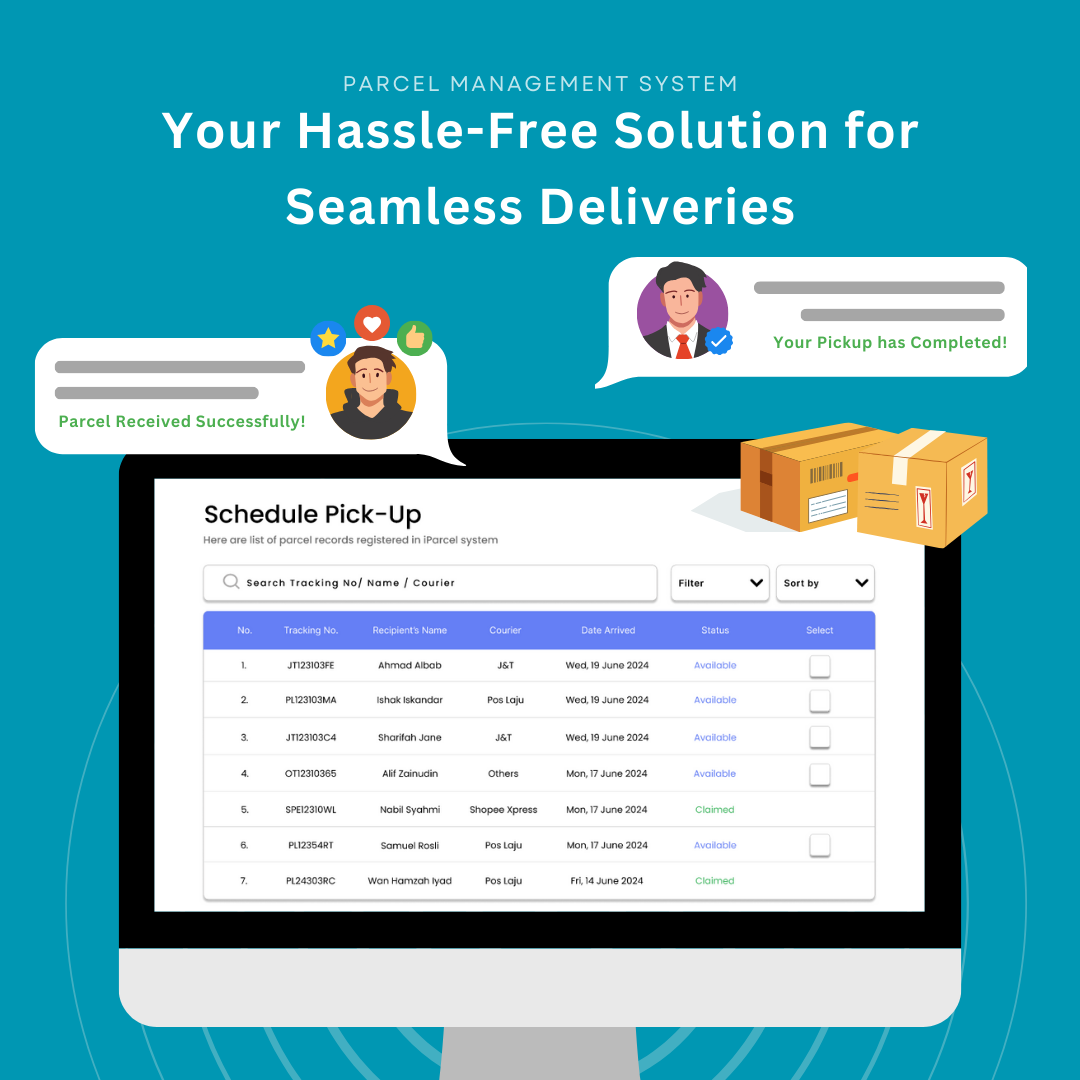 PARCEL MANAGEMENT SYSTEM
Your Hassle-Free Solution for
Seamless Deliveries
Your Pickup has Completed!
Parcel Received Successfully!
Schedule Pick-Up
Here are list of parcel records registered in iParcel system
Search Tracking No/ Name / Courier Filter Sort by
No. Tracking No. Recipient's Name Courier Date Arrived Status Select
1. JT123103FE Ahmad Albab J&T Wed, 19 June 2024 Available
2. PL123103MA Ishak Iskandar Pos Laju Wed, 19 June 2024 Available
3. JT123103C4 Sharifah Jane J&T Wed, 19 June 2024 Available
4. OT12310365 Alif Zainudin Others Mon, 17 June 2024 Available
5. SPE12310WL Nabil Syahmi Shopee Xpress Mon, 17 June 2024 Claimed
6. PL12354RT Samuel Rosli Pos Laju Mon, 17 June 2024 Available
7. PL24303RC Wan Hamzah Iyad Pos Laju Fri, 14 June 2024 Claimed